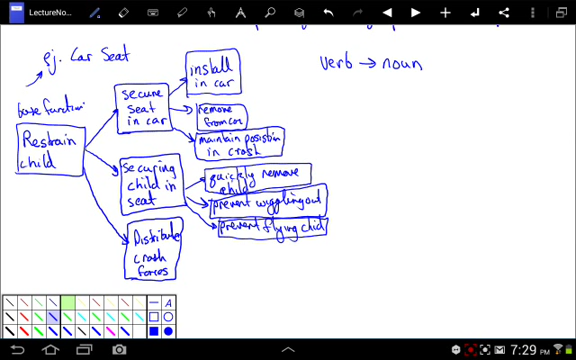 LectureNo...
ej. Car Seat
verb → noun
base function
Restrain
child
secure
seat
in car
install
in car
remove
from car
maintain position
in crash
securing
child in
seat
quickly remove
child
prevent wiggling out
prevent flying child
Distribute
crash
forces
A
7:29 PM